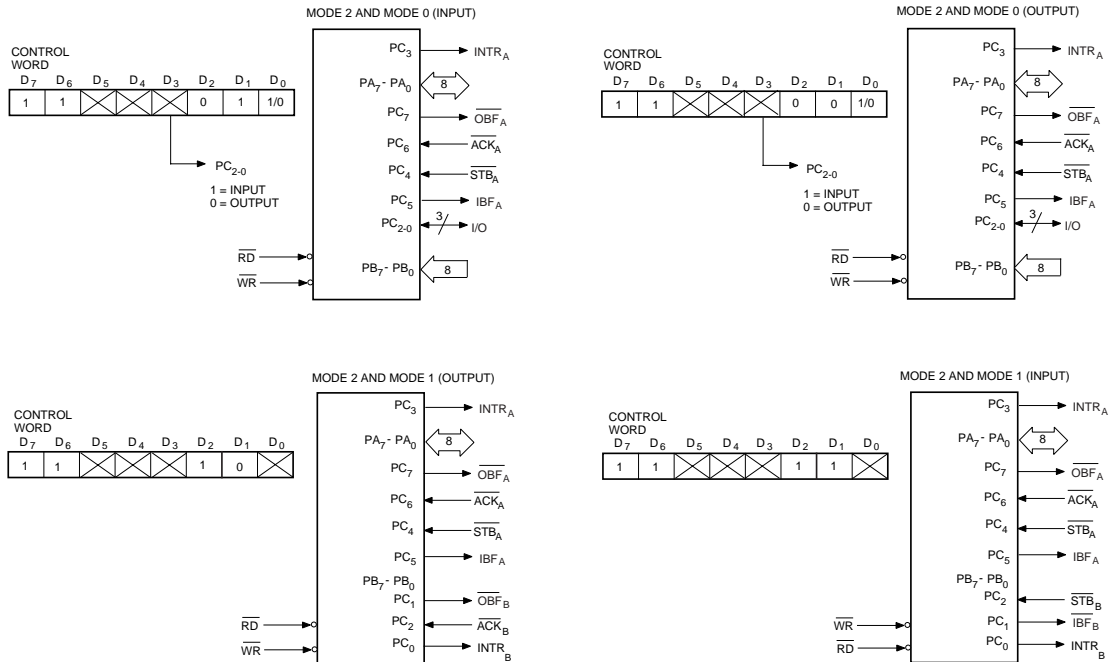 MODE 2 AND MODE 0 (INPUT)
CONTROL
WORD
D7 D6 D5 D4 D3 D2 D1 D0
1 1 0 1 1/0
PC2-0
1 = INPUT
0 = OUTPUT
RD
WR
PC3 INTRA
PA7 - PA0 8
PC7 OBFA
PC6 ACKA
PC4 STBA
PC5 IBFA
PC2-0 3 I/O
PB7 - PB0 8
MODE 2 AND MODE 0 (OUTPUT)
CONTROL
WORD
D7 D6 D5 D4 D3 D2 D1 D0
1 1 0 0 1/0
PC2-0
1 = INPUT
0 = OUTPUT
RD
WR
PC3 INTRA
PA7 - PA0 8
PC7 OBFA
PC6 ACKA
PC4 STBA
PC5 IBFA
PC2-0 3 I/O
PB7 - PB0 8
MODE 2 AND MODE 1 (OUTPUT)
CONTROL
WORD
D7 D6 D5 D4 D3 D2 D1 D0
1 1 1 0
RD
WR
PC3 INTRA
PA7 - PA0 8
PC7 OBFA
PC6 ACKA
PC4 STBA
PC5 IBFA
PB7 - PB0
PC1 OBFB
PC2 ACKB
PC0 INTRB
MODE 2 AND MODE 1 (INPUT)
CONTROL
WORD
D7 D6 D5 D4 D3 D2 D1 D0
1 1 1 1
WR
RD
PC3 INTRA
PA7 - PA0 8
PC7 OBFA
PC6 ACKA
PC4 STBA
PC5 IBFA
PB7 - PB0
PC2 STBB
PC1 IBFB
PC0 INTRB